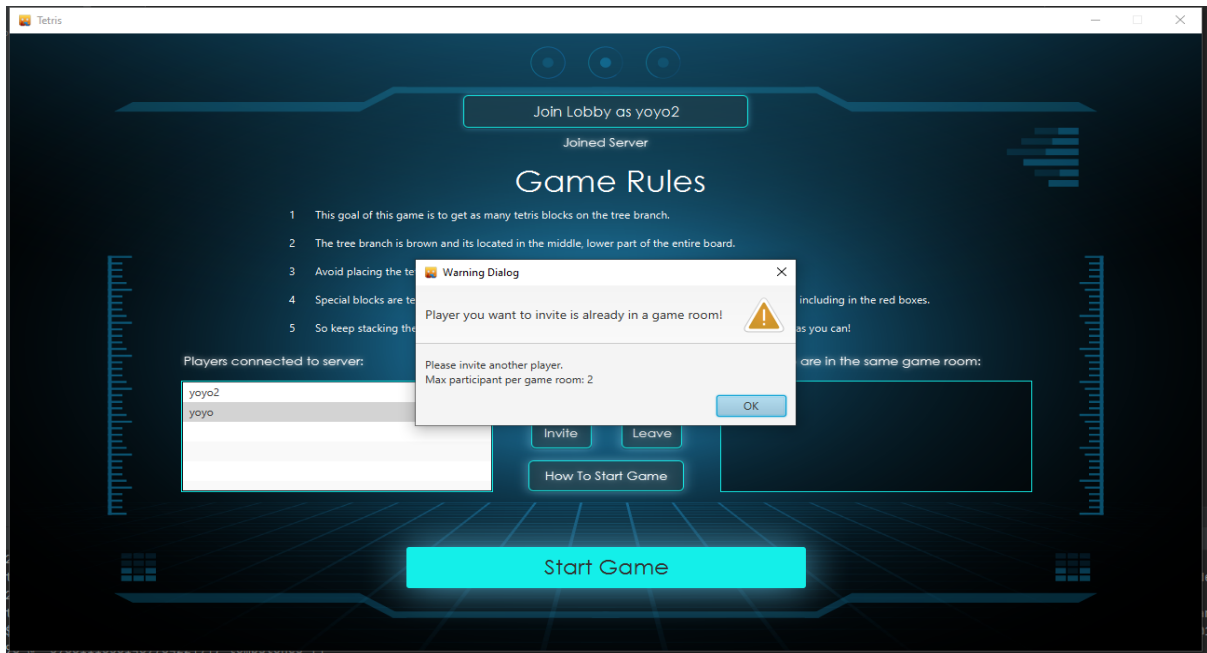 Tetris
Join Lobby as yoyo2
Joined Server
Game Rules
1 This goal of this game is to get as many tetris blocks on the tree branch.
2 The tree branch is brown and its located in the middle, lower part of the entire board.
3 Avoid placing the te
4 Special blocks are te including in the red boxes.
5 So keep stacking the as you can!
Warning Dialog
Player you want to invite is already in a game room!
Please invite another player.
Max participant per game room: 2
OK
Players connected to server: are in the same game room:
yoyo2
yoyo
Invite Leave
How To Start Game
Start Game